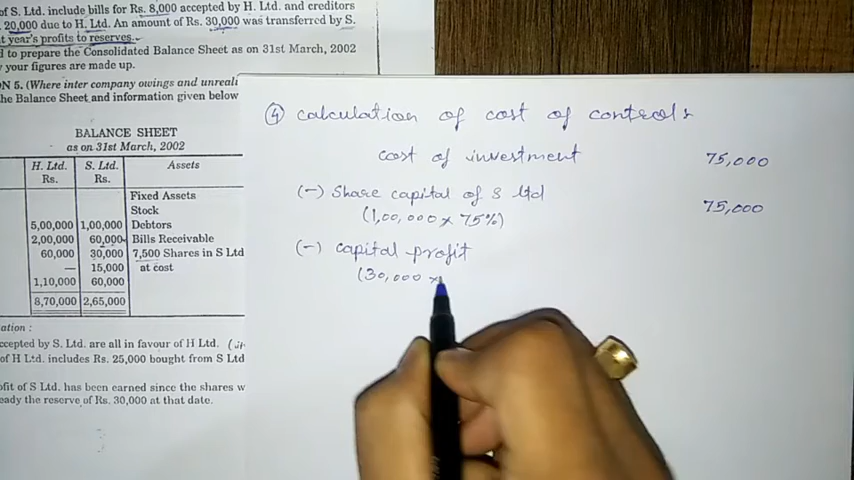 of S. Ltd. include bills for Rs. 8,000 accepted by H. Ltd. and creditors
20,000 due to H. Ltd. An amount of Rs. 30,000 was transferred by S.
t year's profits to reserves.
d to prepare the Consolidated Balance Sheet as on 31st March, 2002
your figures are made up.
ON 5. (Where inter company owings and unreali
he Balance Sheet and information given below
BALANCE SHEET
as on 31st March, 2002
H. Ltd. S. Ltd. Assets
Rs. Rs.
Fixed Assets
Stock
5,00,000 1,00,000 Debtors
2,00,000 60,000 Bills Receivable
60,000 30,000 7,500 Shares in S Ltd
— 15,000 at cost
1,10,000 60,000
8,70,000 2,65,000
ation :
ccepted by S. Ltd. are all in favour of H Ltd.
of H Ltd. includes Rs. 25,000 bought from S Ltd
ofit of S Ltd. has been earned since the shares w
eady the reserve of Rs. 30,000 at that date.
④ calculation of cost of controls
cost of investment 75,000
(-) Share capital of S ltd 75,000
(1,00,000 × 75%)
(-) capital profit
(30,000 ×